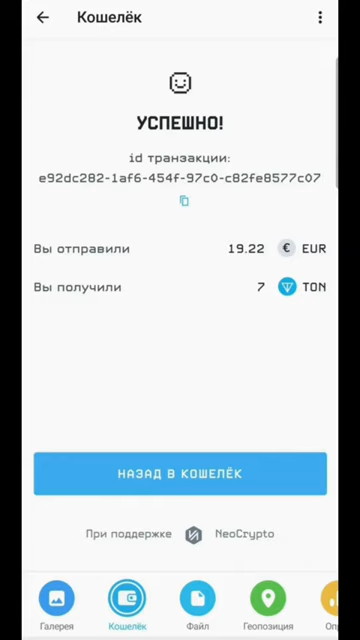 Кошелёк
УСПЕШНО!
id транзакции:
e92dc282-1af6-454f-97c0-c82fe8577c07
Вы отправили 19.22 € EUR
Вы получили 7 TON
НАЗАД В КОШЕЛЁК
При поддержке NeoCrypto
Галерея Кошелёк Файл Геопозиция Оп